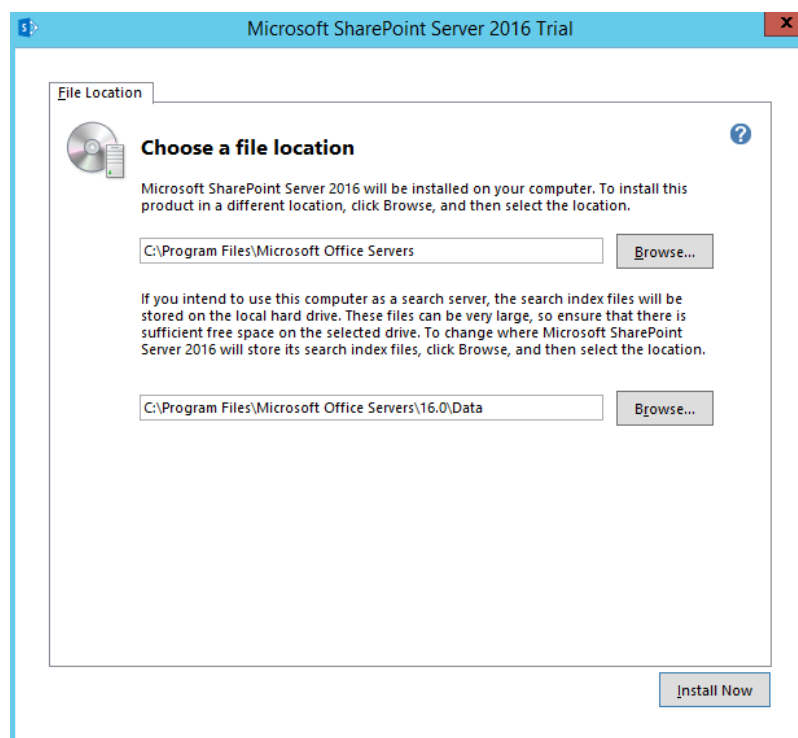 Microsoft SharePoint Server 2016 Trial
x
File Location
?
Choose a file location
Microsoft SharePoint Server 2016 will be installed on your computer. To install this
product in a different location, click Browse, and then select the location.
C:\Program Files\Microsoft Office Servers
Browse...
If you intend to use this computer as a search server, the search index files will be
stored on the local hard drive. These files can be very large, so ensure that there is
sufficient free space on the selected drive. To change where Microsoft SharePoint
Server 2016 will store its search index files, click Browse, and then select the location.
C:\Program Files\Microsoft Office Servers\16.0\Data
Browse...
Install Now